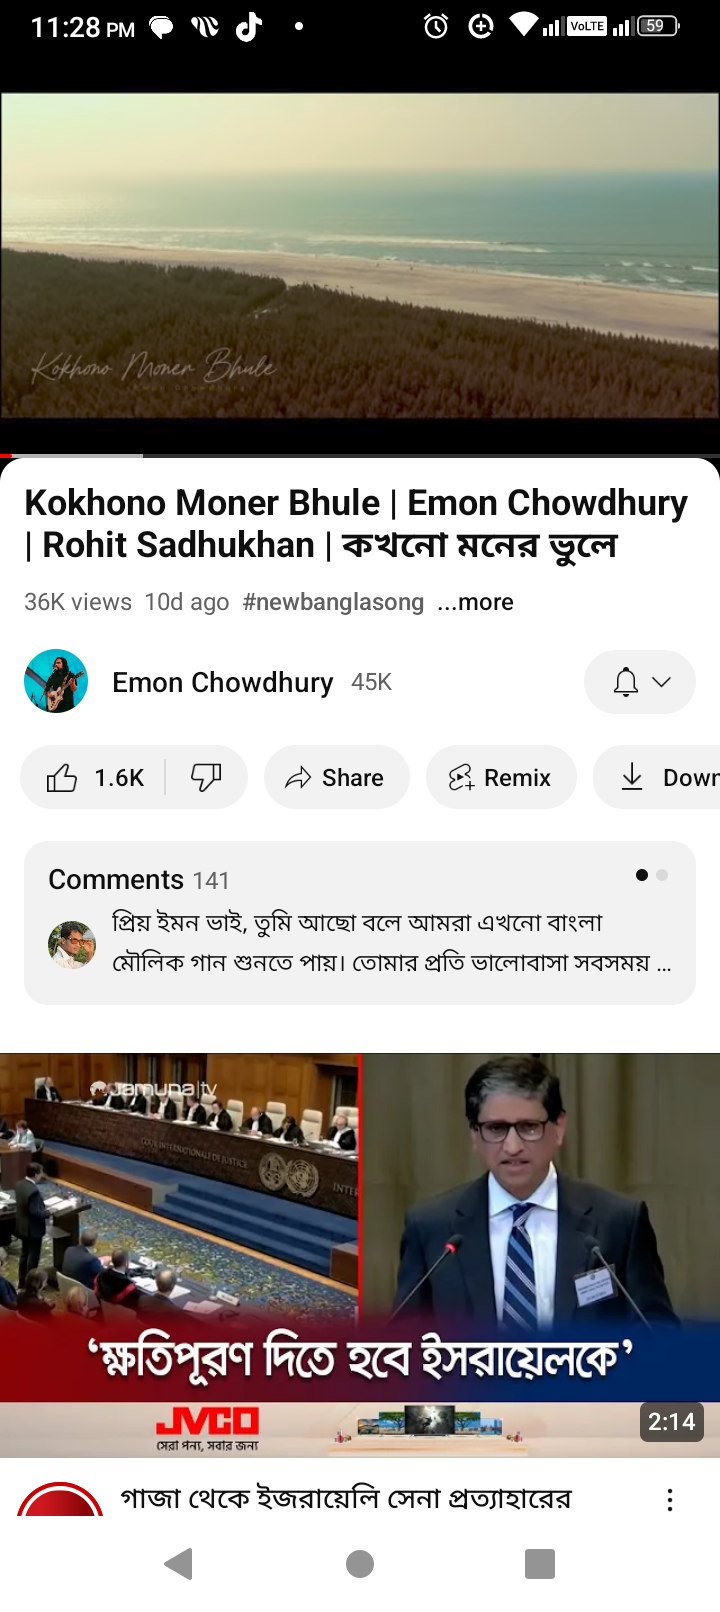 11:28 PM
VoLTE
59
Kokhono Moner Bhule
Kokhono Moner Bhule | Emon Chowdhury
| Rohit Sadhukhan | কখনো মনের ভুলে
36K views 10d ago #newbanglasong ...more
Emon Chowdhury 45K
1.6K Share Remix Down
Comments 141
প্রিয় ইমন ভাই, তুমি আছো বলে আমরা এখনো বাংলা
মৌলিক গান শুনতে পায়। তোমার প্রতি ভালোবাসা সবসময় ...
Jamuna|tv
COUR INTERNATIONALE DE JUSTICE
INTER
‘ক্ষতিপূরণ দিতে হবে ইসরায়েলকে’
JVCO
সেরা পন্য, সবার জন্য
2:14
গাজা থেকে ইজরায়েলি সেনা প্রত্যাহারের